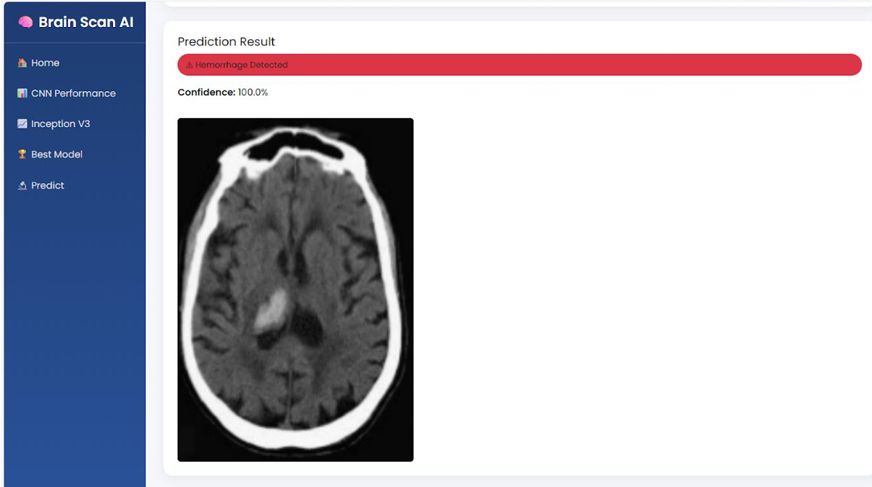 🧠 Brain Scan AI
🏠 Home
📊 CNN Performance
📈 Inception V3
🏆 Best Model
🔬 Predict
Prediction Result
⚠ Hemorrhage Detected
Confidence: 100.0%